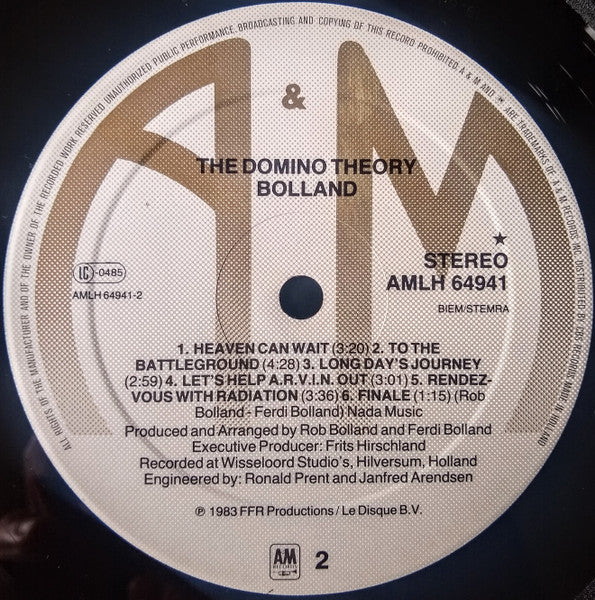 ALL RIGHTS OF THE MANUFACTURER AND OF THE OWNER OF THE RECORDED WORK RESERVED. UNAUTHORIZED PUBLIC PERFORMANCE, BROADCASTING AND COPYING OF THIS RECORD PROHIBITED. A & M AND ARE TRADEMARKS OF A & M RECORDS INC. DISTRIBUTED BY CBS RECORDS. MADE IN HOLLAND
A & M
THE DOMINO THEORY
BOLLAND
LC-0485
AMLH 64941-2
★
STEREO
AMLH 64941
BIEM/STEMRA
1. HEAVEN CAN WAIT (3:20) 2. TO THE
BATTLEGROUND (4:28) 3. LONG DAY'S JOURNEY
(2:59) 4. LET'S HELP A.R.V.I.N. OUT (3:01) 5. RENDEZ-
VOUS WITH RADIATION (3:36) 6. FINALE (1:15) (Rob
Bolland - Ferdi Bolland) Nada Music
Produced and Arranged by Rob Bolland and Ferdi Bolland
Executive Producer: Frits Hirschland
Recorded at Wisseloord Studio's, Hilversum, Holland
Engineered by: Ronald Prent and Janfred Arendsen
℗ 1983 FFR Productions / Le Disque B.V.
AM
RECORDS
2